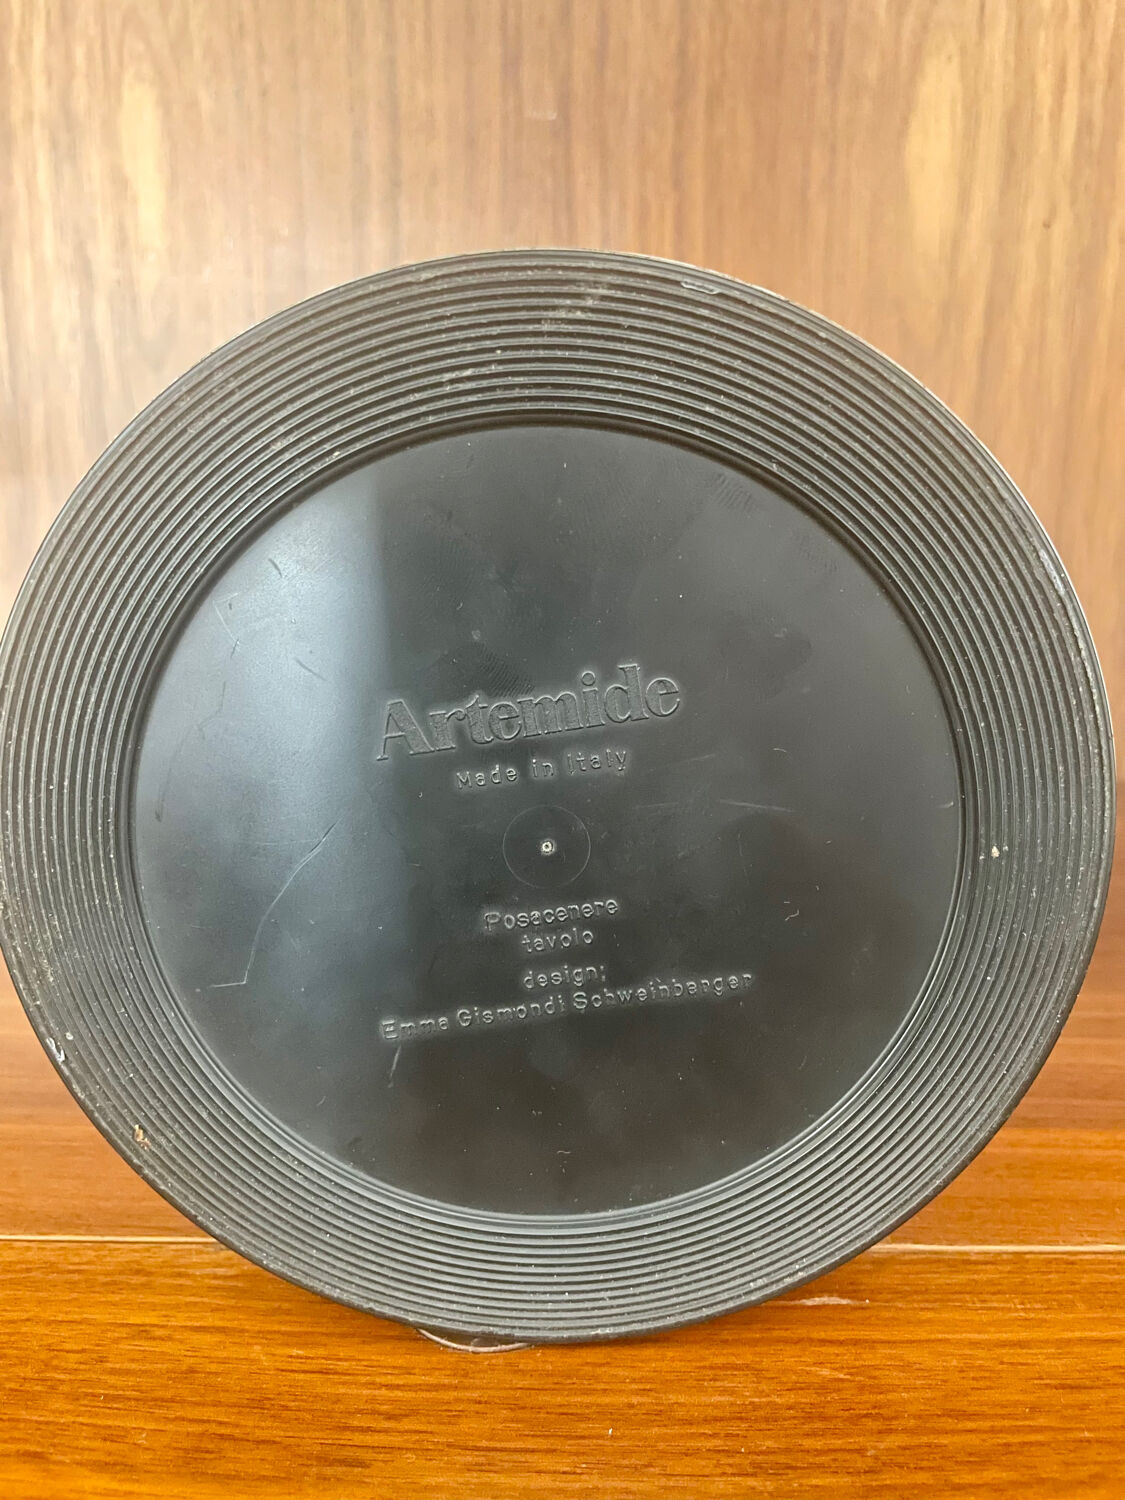 Artemide
Made in Italy
Posacenere
tavolo
design:
Emma Gismondi Schweinberger